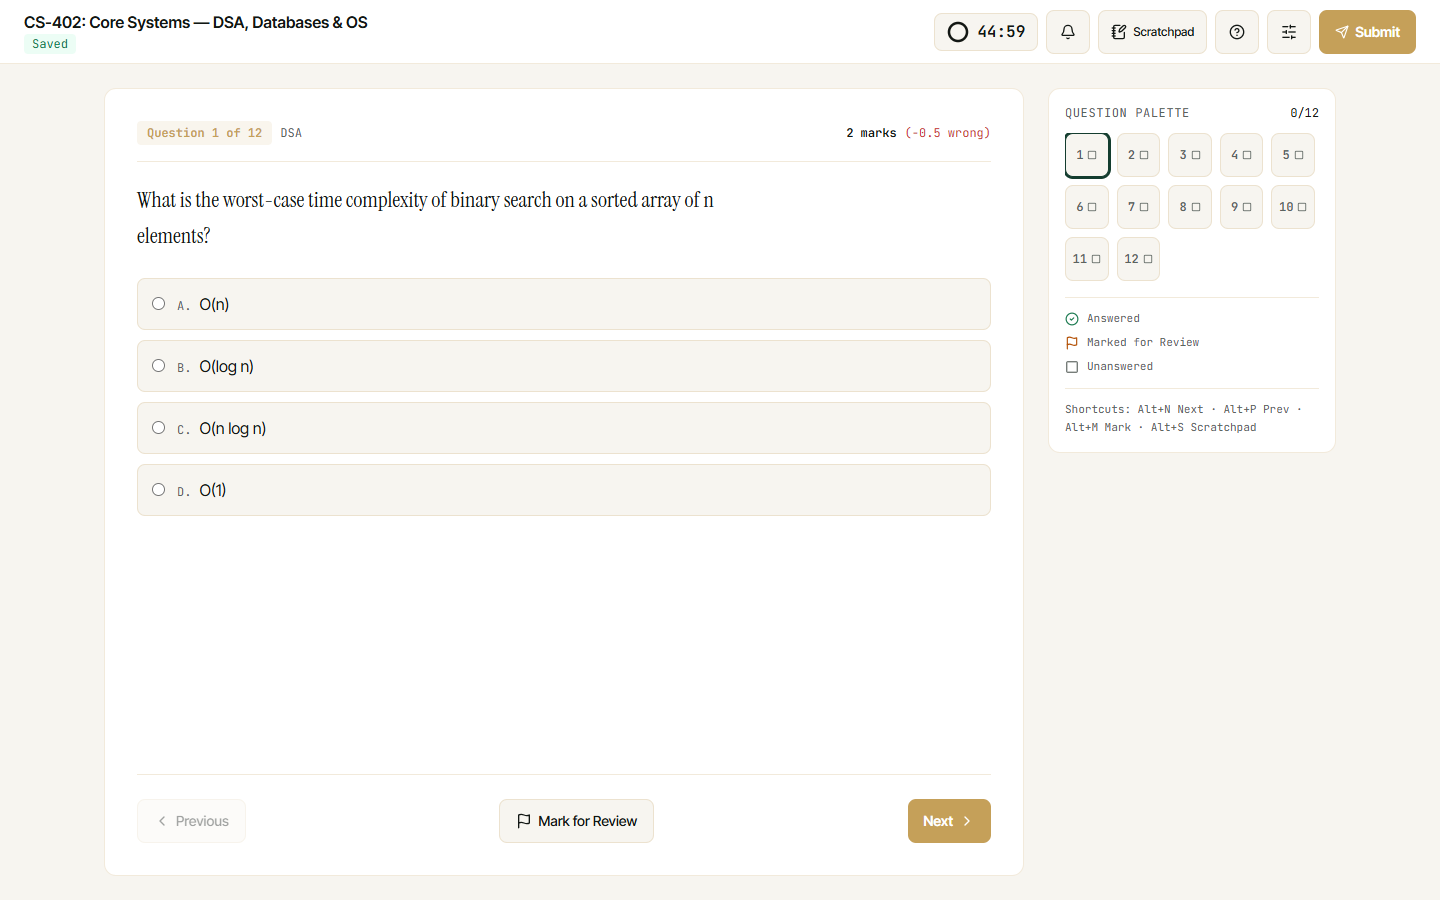 CS-402: Core Systems — DSA, Databases & OS
Saved
44:59
Scratchpad
Submit
Question 1 of 12
DSA
2 marks (-0.5 wrong)
What is the worst-case time complexity of binary search on a sorted array of n
elements?
A. O(n)
B. O(log n)
C. O(n log n)
D. O(1)
Previous
Mark for Review
Next
QUESTION PALETTE
0/12
1
2
3
4
5
6
7
8
9
10
11
12
Answered
Marked for Review
Unanswered
Shortcuts: Alt+N Next · Alt+P Prev ·
Alt+M Mark · Alt+S Scratchpad